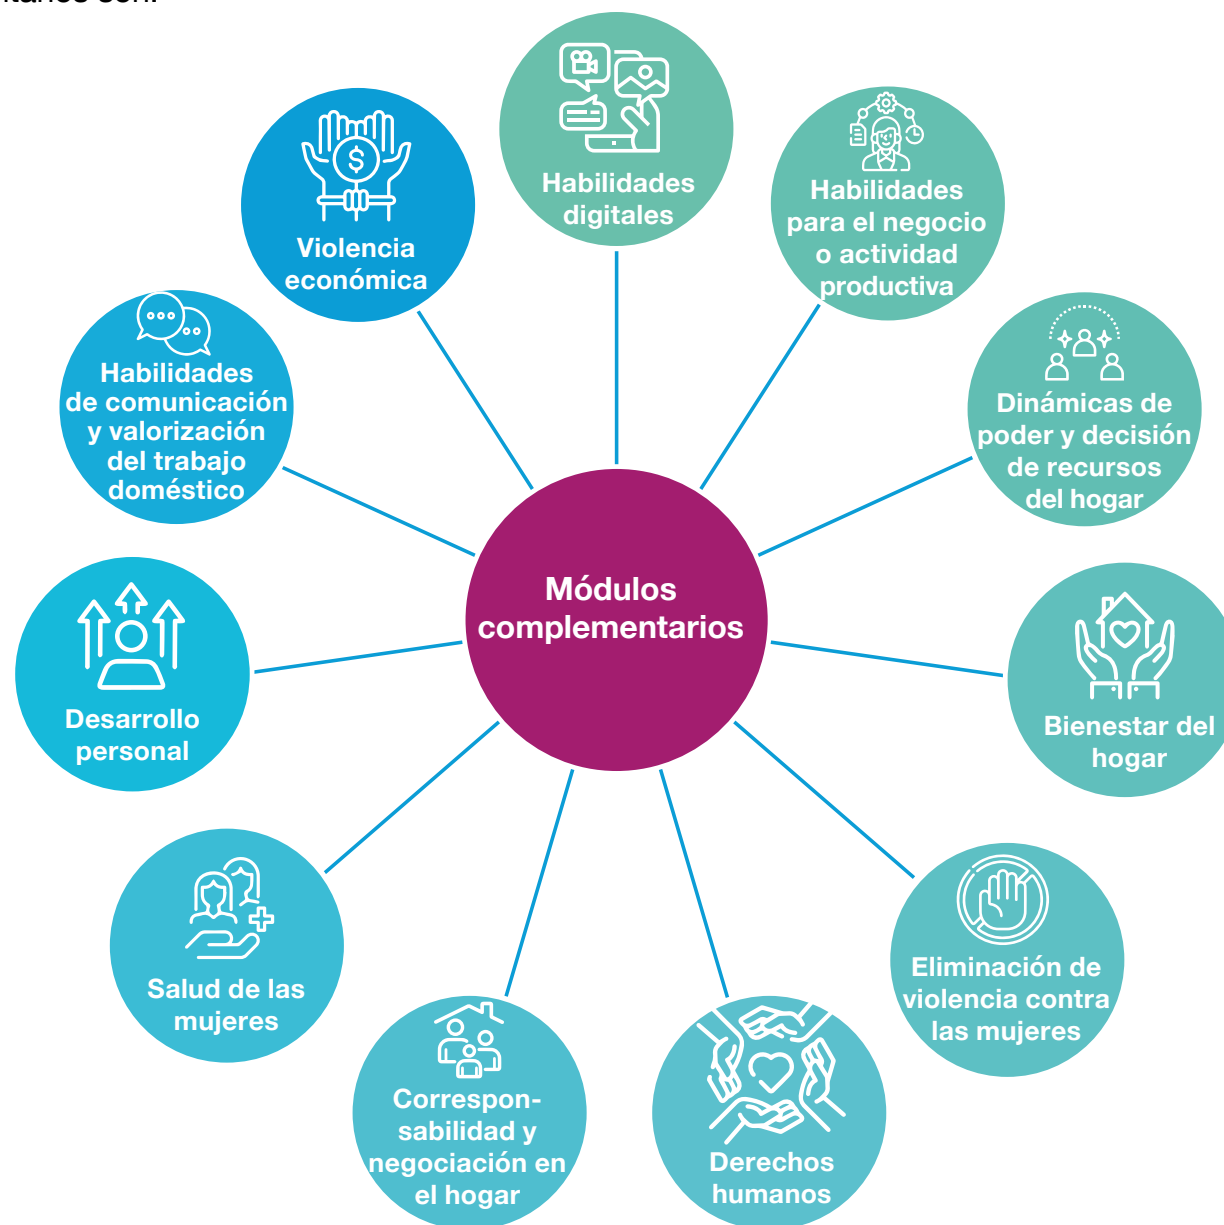 Habilidades
digitales
Habilidades
para el negocio
o actividad
productiva
Dinámicas de
poder y decisión
de recursos
del hogar
Bienestar del
hogar
Eliminación de
violencia contra
las mujeres
Derechos
humanos
Correspon-
sabilidad y
negociación en
el hogar
Salud de las
mujeres
Desarrollo
personal
Habilidades
de comunicación
y valorización
del trabajo
doméstico
Violencia
económica
$
Módulos
complementarios